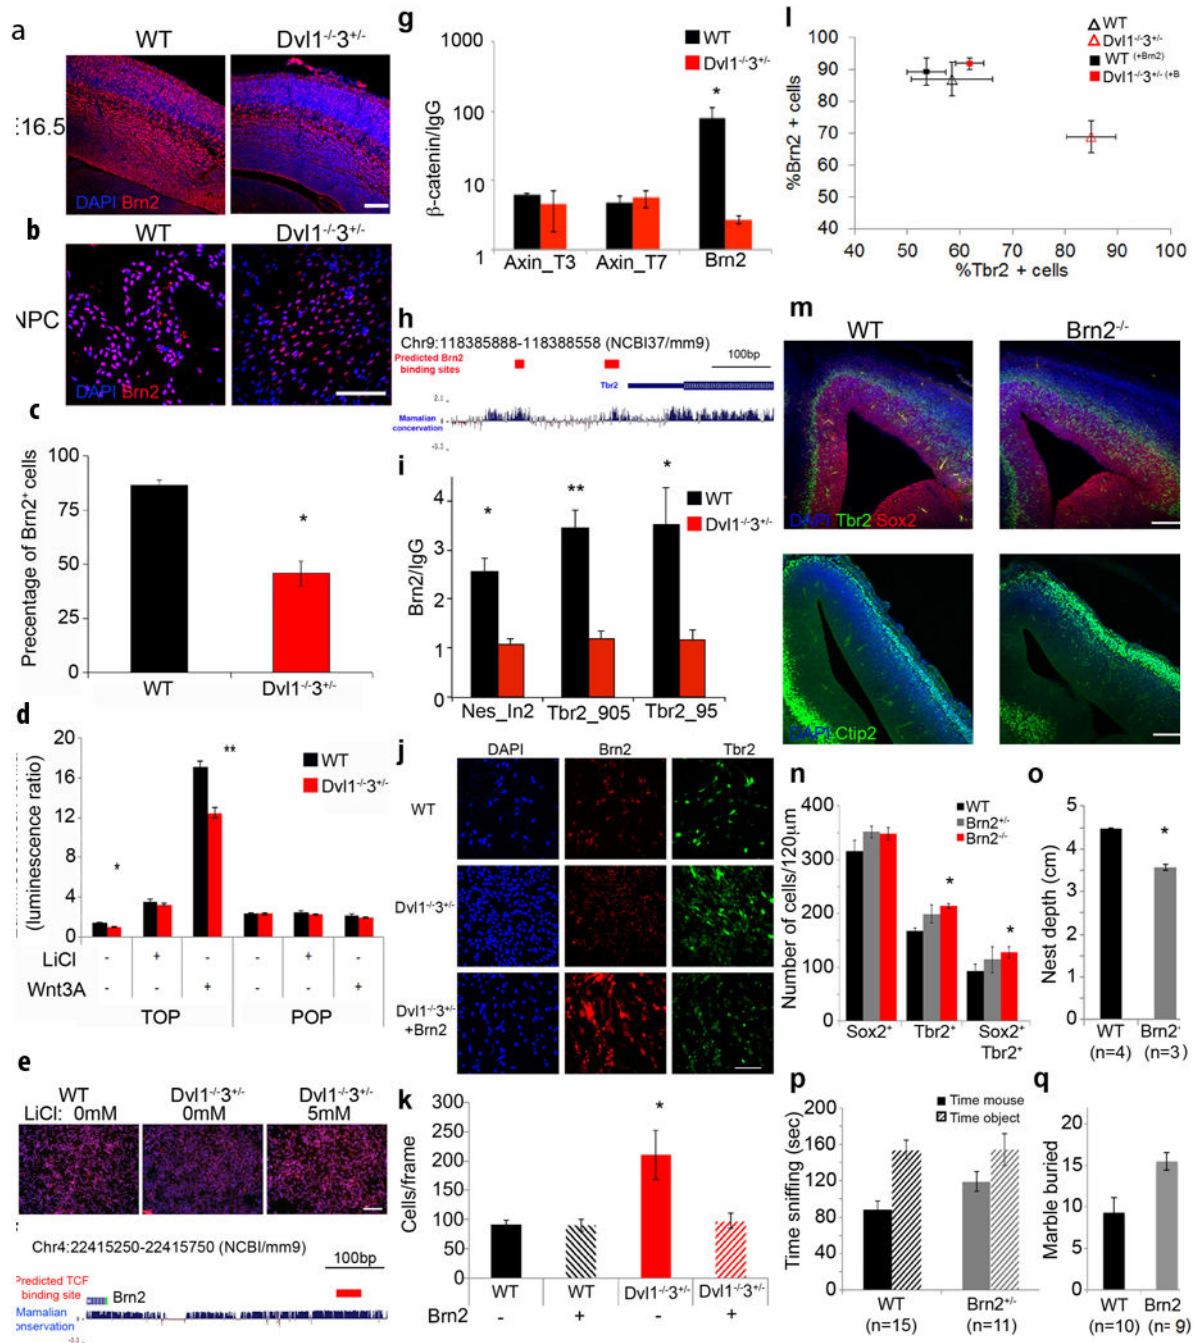 a
WT
Dvl1-/-3+/-
16.5
DAPI Brn2
b
WT
Dvl1-/-3+/-
NPC
DAPI Brn2
c
Precentage of Brn2+ cells
100
75
50
25
0
*
WT
Dvl1-/-3+/-
d
(luminescence ratio)
20
16
12
8
4
0
*
**
WT
Dvl1-/-3+/-
LiCl - + - - + -
Wnt3A - - + - - +
TOP
POP
e
WT
Dvl1-/-3+/-
Dvl1-/-3+/-
LiCl: 0mM
0mM
5mM
Chr4:22415250-22415750 (NCBI/mm9)
100bp
Predicted TCF
binding site
Brn2
Mamalian
conservation
g
β-catenin/IgG
1000
100
10
1
WT
Dvl1-/-3+/-
*
Axin_T3
Axin_T7
Brn2
h
Chr9:118385888-118388558 (NCBI37/mm9)
Predicted Brn2
binding sites
100bp
Tbr2
2.1
0
Mamalian
concervation
i
Brn2/IgG
4
3
2
1
0
*
**
*
WT
Dvl1-/-3+/-
Nes_In2
Tbr2_905
Tbr2_95
j
DAPI
Brn2
Tbr2
WT
Dvl1-/-3+/-
Dvl1-/-3+/-
+Brn2
k
Cells/frame
300
250
200
150
100
50
0
*
WT
WT
Dvl1-/-3+/-
Dvl1-/-3+/-
Brn2 - + - +
l
WT
Dvl1-/-3+/-
WT (+Brn2)
Dvl1-/-3+/- (+B
%Brn2 + cells
100
90
80
70
60
50
40
40 50 60 70 80 90 100
%Tbr2 + cells
m
WT
Brn2-/-
DAPI Tbr2 Sox2
DAPI Ctip2
n
Number of cells/120μm
400
300
200
100
0
WT
Brn2+/-
Brn2-/-
*
*
Sox2+
Tbr2+
Sox2+
Tbr2+
o
Nest depth (cm)
5
4
3
2
1
0
*
WT
(n=4)
Brn2
(n=3)
p
Time mouse
Time object
Time sniffing (sec)
200
160
120
80
40
0
WT
(n=15)
Brn2+/-
(n=11)
q
Marble buried
20
15
10
5
0
WT
(n=10)
Brn2
(n= 9)